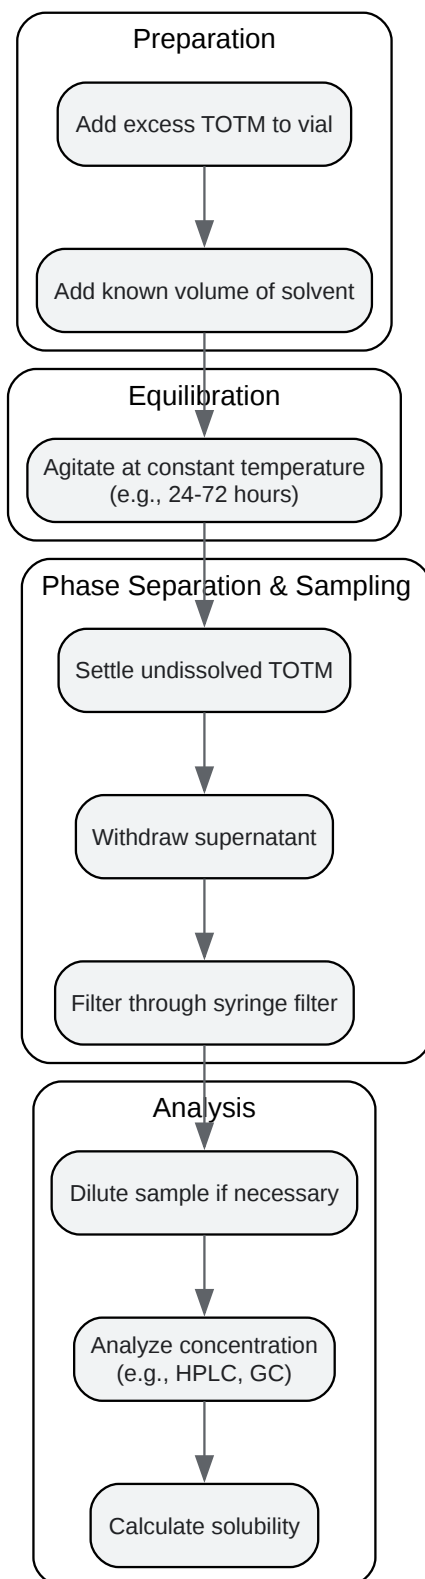 Preparation
Add excess TOTM to vial
Add known volume of solvent
Equilibration
Agitate at constant temperature
(e.g., 24-72 hours)
Phase Separation & Sampling
Settle undissolved TOTM
Withdraw supernatant
Filter through syringe filter
Analysis
Dilute sample if necessary
Analyze concentration
(e.g., HPLC, GC)
Calculate solubility